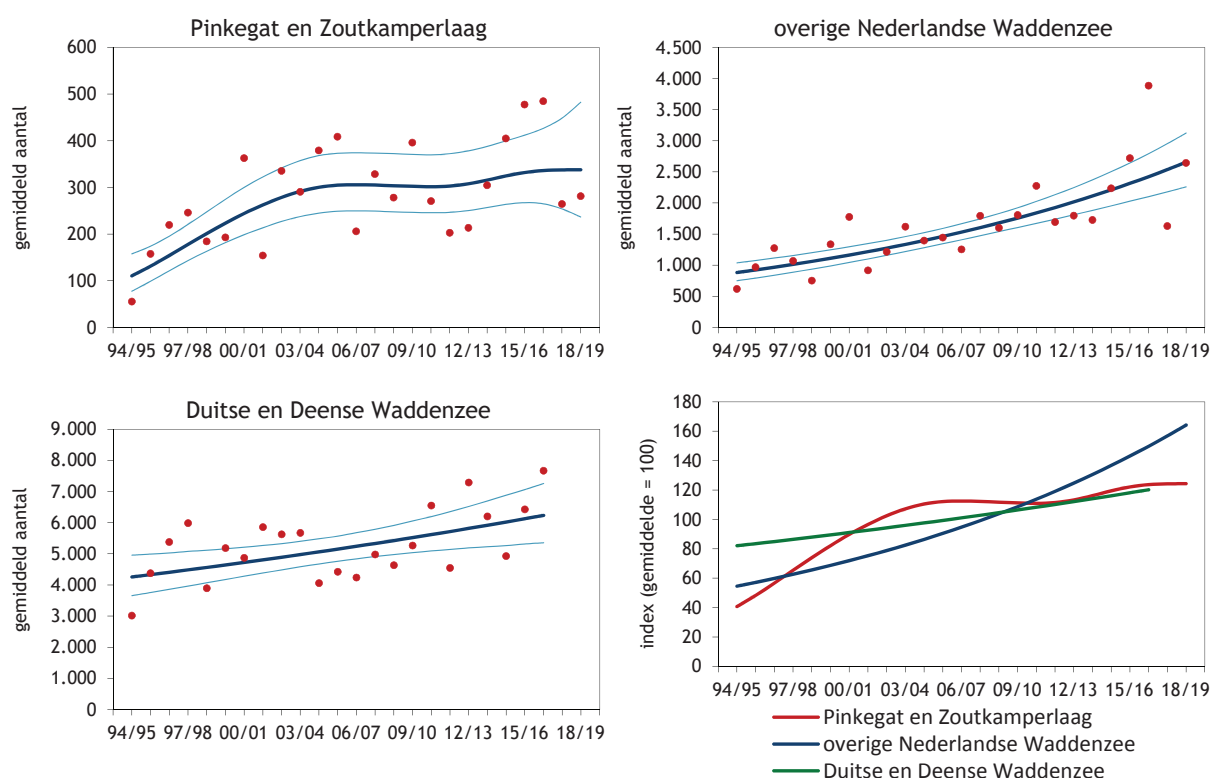 Pinkegat en Zoutkamperlaag
gemiddeld aantal
600
500
400
300
200
100
0
94/95 97/98 00/01 03/04 06/07 09/10 12/13 15/16 18/19
overige Nederlandse Waddenzee
gemiddeld aantal
4.500
4.000
3.500
3.000
2.500
2.000
1.500
1.000
500
0
94/95 97/98 00/01 03/04 06/07 09/10 12/13 15/16 18/19
Duitse en Deense Waddenzee
gemiddeld aantal
9.000
8.000
7.000
6.000
5.000
4.000
3.000
2.000
1.000
0
94/95 97/98 00/01 03/04 06/07 09/10 12/13 15/16 18/19
index (gemiddelde = 100)
180
160
140
120
100
80
60
40
20
0
94/95 97/98 00/01 03/04 06/07 09/10 12/13 15/16 18/19
Pinkegat en Zoutkamperlaag
overige Nederlandse Waddenzee
Duitse en Deense Waddenzee